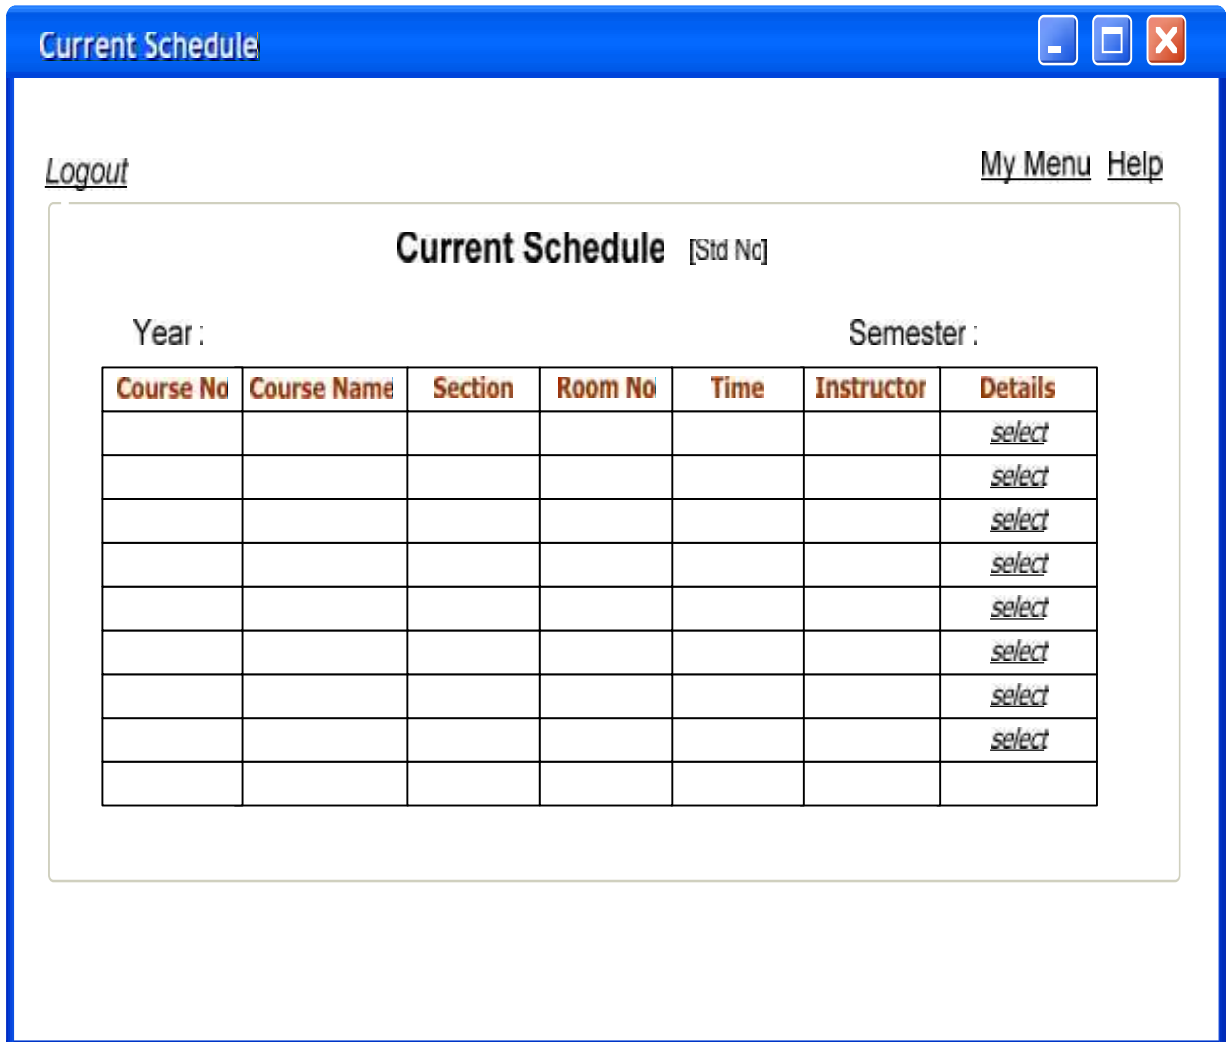 Current Schedule
Logout
My Menu Help
Current Schedule [Std No]
Year : Semester :
Course No Course Name Section Room No Time Instructor Details
select
select
select
select
select
select
select
select